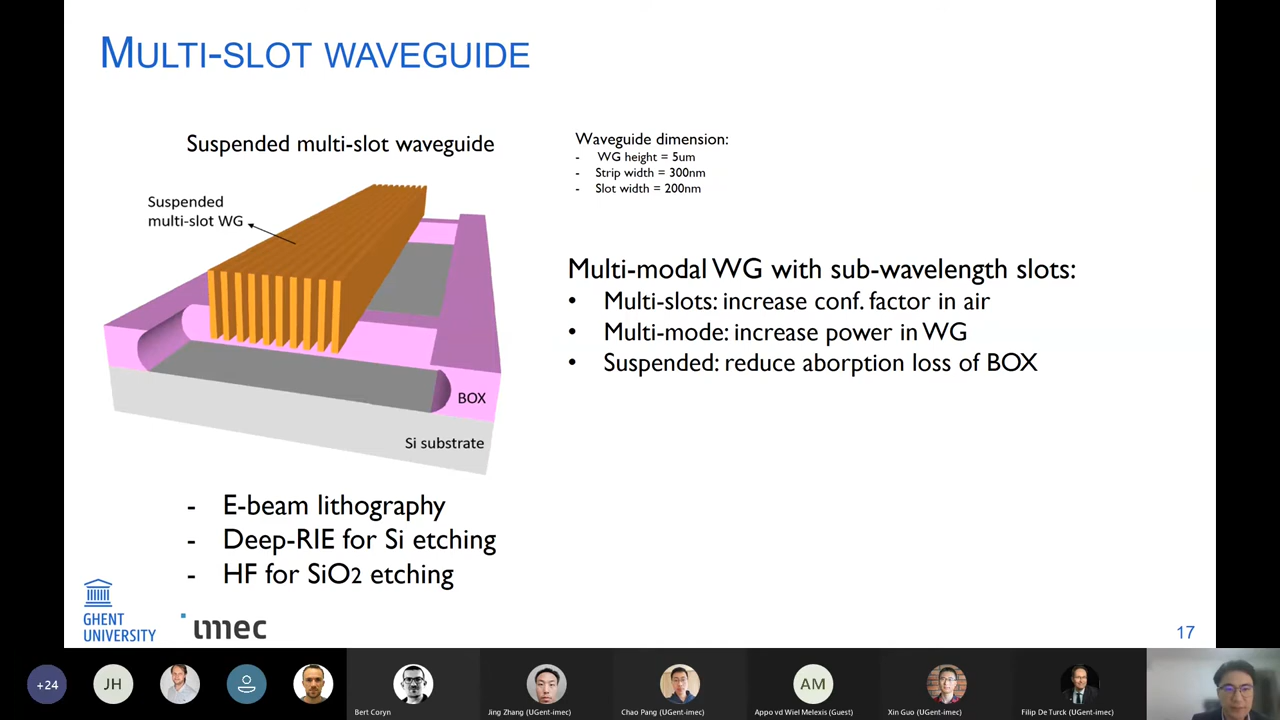 MULTI-SLOT WAVEGUIDE
Suspended multi-slot waveguide
Suspended
multi-slot WG
BOX
Si substrate
- E-beam lithography
- Deep-RIE for Si etching
- HF for SiO2 etching
Waveguide dimension:
- WG height = 5um
- Strip width = 300nm
- Slot width = 200nm
Multi-modal WG with sub-wavelength slots:
• Multi-slots: increase conf. factor in air
• Multi-mode: increase power in WG
• Suspended: reduce aborption loss of BOX
GHENT
UNIVERSITY
imec
17
+24
JH
AM
Bert Coryn
Jing Zhang (UGent-imec)
Chao Pang (UGent-imec)
Appo vd Wiel Melexis (Guest)
Xin Guo (UGent-imec)
Filip De Turck (UGent-imec)